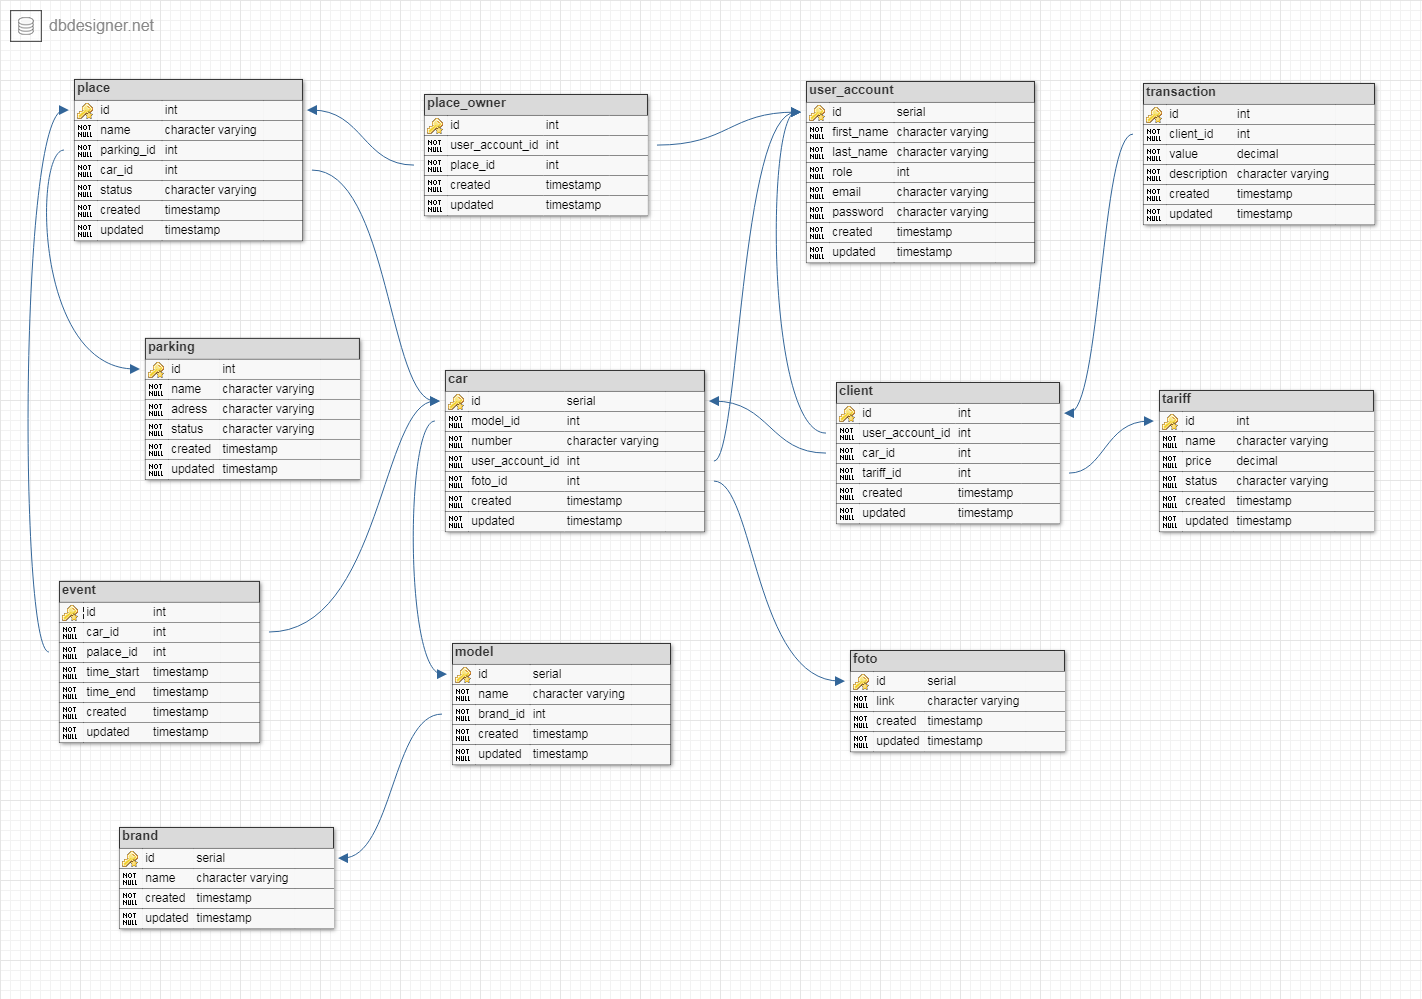 dbdesigner.net
place
id int
NOT NULL name character varying
NOT NULL parking_id int
NOT NULL car_id int
NOT NULL status character varying
NOT NULL created timestamp
NOT NULL updated timestamp
place_owner
id int
NOT NULL user_account_id int
NOT NULL place_id int
NOT NULL created timestamp
NOT NULL updated timestamp
user_account
id serial
NOT NULL first_name character varying
NOT NULL last_name character varying
NOT NULL role int
NOT NULL email character varying
NOT NULL password character varying
NOT NULL created timestamp
NOT NULL updated timestamp
transaction
id int
NOT NULL client_id int
NOT NULL value decimal
NOT NULL description character varying
NOT NULL created timestamp
NOT NULL updated timestamp
parking
id int
NOT NULL name character varying
NOT NULL adress character varying
NOT NULL status character varying
NOT NULL created timestamp
NOT NULL updated timestamp
car
id serial
NOT NULL model_id int
NOT NULL number character varying
NOT NULL user_account_id int
NOT NULL foto_id int
NOT NULL created timestamp
NOT NULL updated timestamp
client
id int
NOT NULL user_account_id int
NOT NULL car_id int
NOT NULL tariff_id int
NOT NULL created timestamp
NOT NULL updated timestamp
tariff
id int
NOT NULL name character varying
NOT NULL price decimal
NOT NULL status character varying
NOT NULL created timestamp
NOT NULL updated timestamp
event
id int
NOT NULL car_id int
NOT NULL palace_id int
NOT NULL time_start timestamp
NOT NULL time_end timestamp
NOT NULL created timestamp
NOT NULL updated timestamp
model
id serial
NOT NULL name character varying
NOT NULL brand_id int
NOT NULL created timestamp
NOT NULL updated timestamp
foto
id serial
NOT NULL link character varying
NOT NULL created timestamp
NOT NULL updated timestamp
brand
id serial
NOT NULL name character varying
NOT NULL created timestamp
NOT NULL updated timestamp